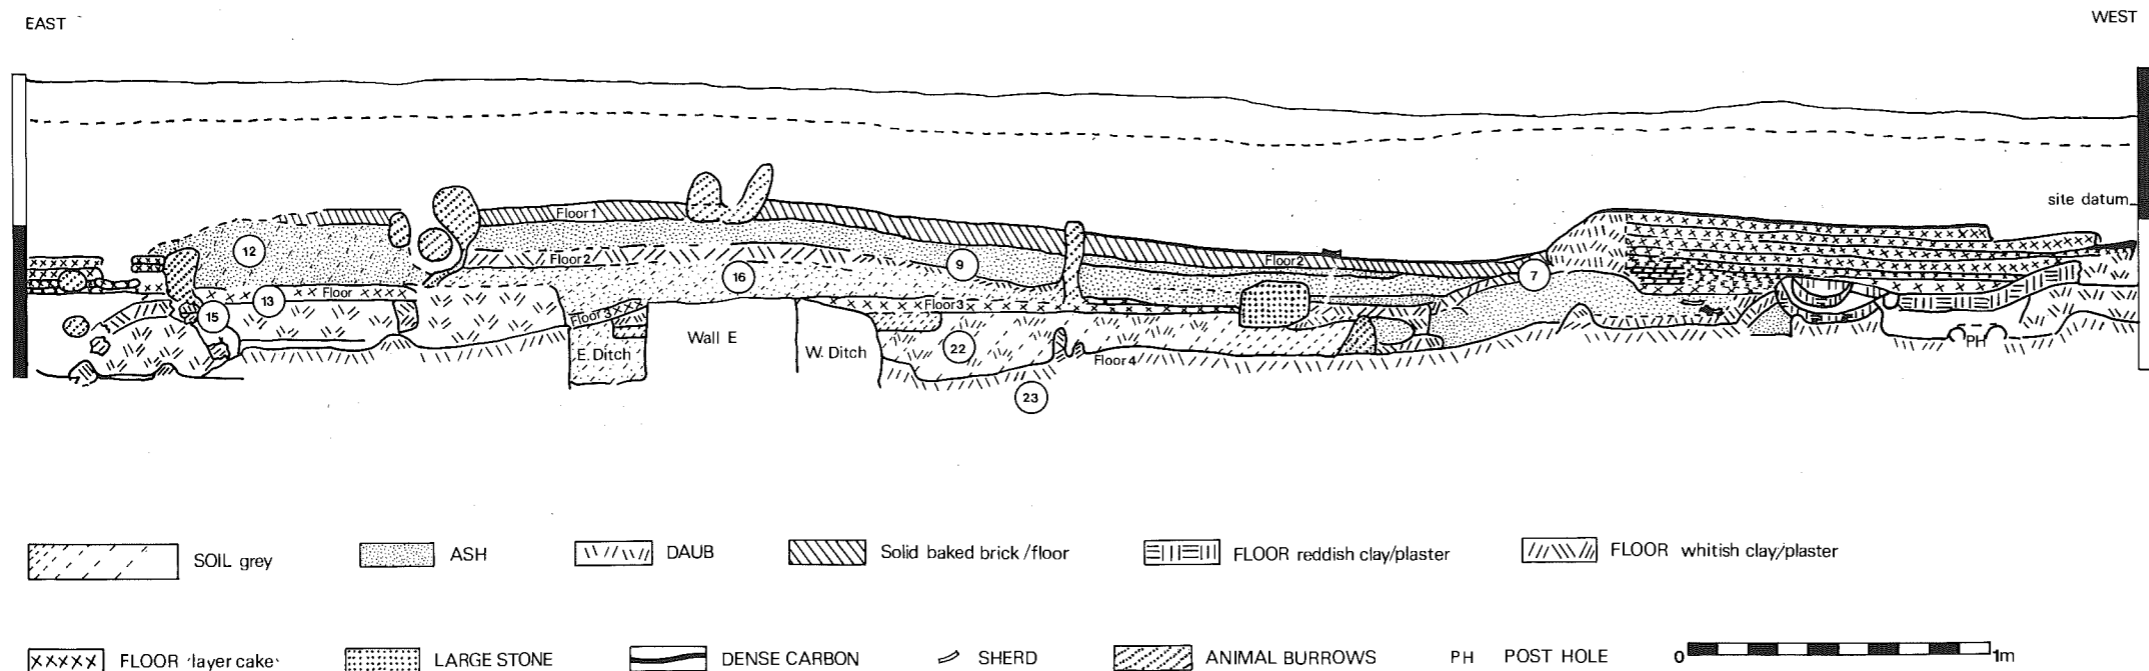 EAST
WEST
site datum
Floor 1
12
Floor 2
9
Floor 2
7
16
13
Floor
15
Floor 3
Floor 3
E. Ditch
Wall E
W. Ditch
22
Floor 4
PH
23
SOIL grey
ASH
DAUB
Solid baked brick/floor
FLOOR reddish clay/plaster
FLOOR whitish clay/plaster
FLOOR 'layer cake'
LARGE STONE
DENSE CARBON
SHERD
ANIMAL BURROWS
PH POST HOLE
0 1m